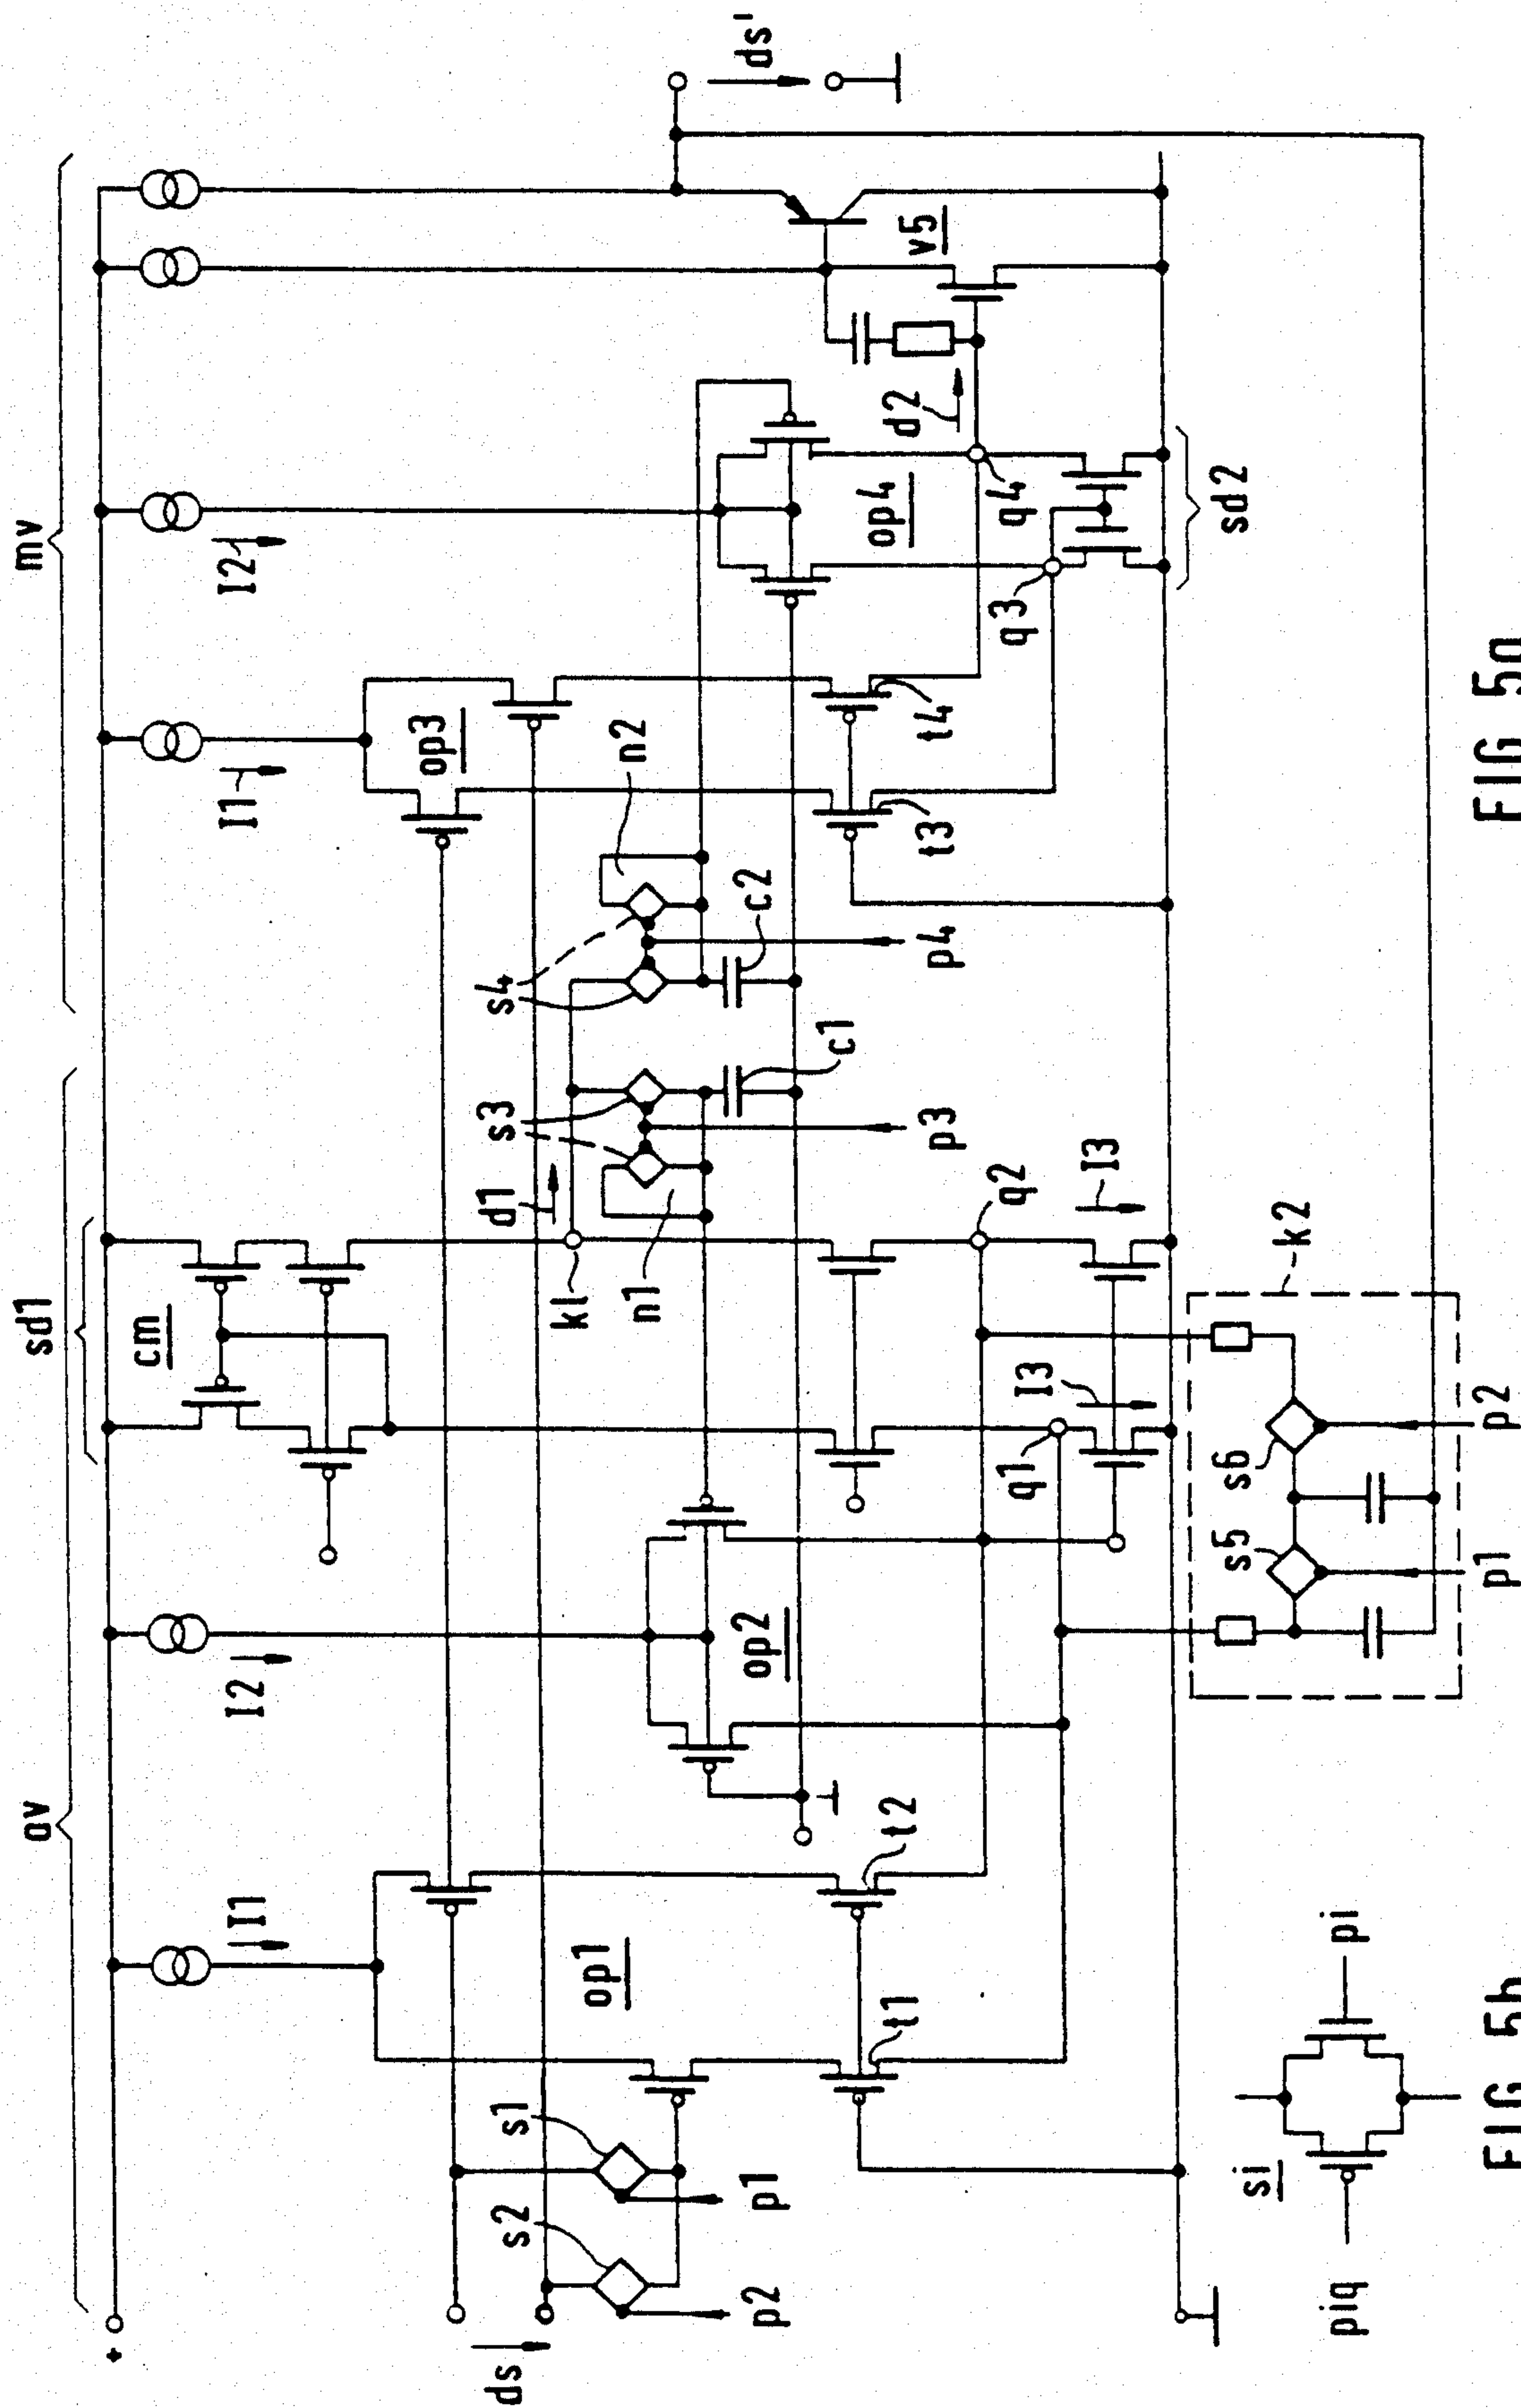 av
mv
sd1
+
I1
I2
cm
I1
I2
ds
s2
s1
p2
p1
op1
t1
t2
op2
kl
d1
n1
s3
p3
c1
s4
p4
c2
n2
op3
t3
t4
op4
q3
q4
d2
v5
ds'
sd2
q1
I3
q2
I3
k2
s5
s6
p1
p2
si
piq
pi
FIG 5b
FIG 5a